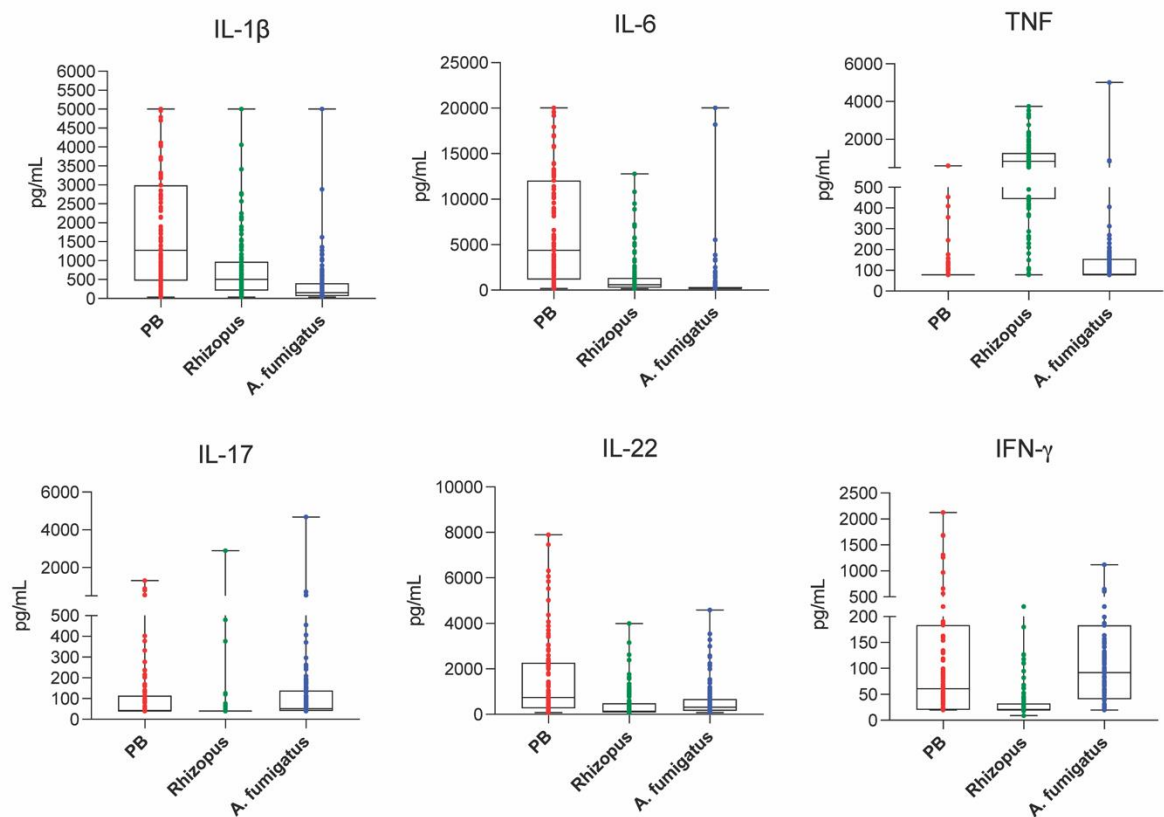 IL-1β
6000
5500
5000
4500
4000
3500
3000
2500
2000
1500
1000
500
0
pg/mL
PB
Rhizopus
A. fumigatus
IL-6
20000
15000
10000
5000
0
pg/mL
PB
Rhizopus
A. fumigatus
TNF
6000
4000
2000
500
400
300
200
100
0
pg/mL
PB
Rhizopus
A. fumigatus
IL-17
6000
4000
2000
500
400
300
200
100
0
pg/mL
PB
Rhizopus
A. fumigatus
IL-22
10000
8000
6000
4000
2000
0
pg/mL
PB
Rhizopus
A. fumigatus
IFN-γ
2500
2000
1500
1000
500
200
150
100
50
0
pg/mL
PB
Rhizopus
A. fumigatus